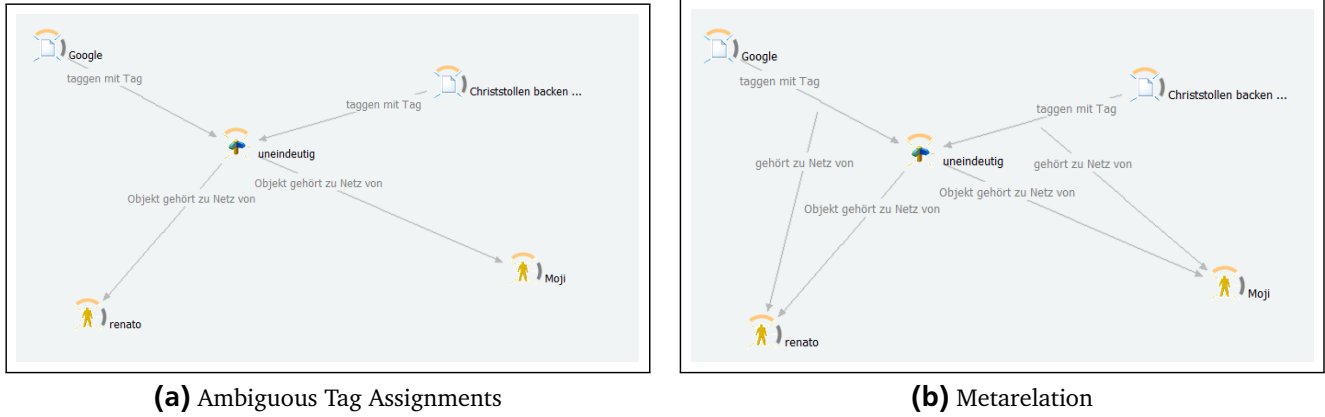 Google
taggen mit Tag
Christstollen backen ...
taggen mit Tag
uneindeutig
Objekt gehört zu Netz von
Objekt gehört zu Netz von
Moji
renato
(a) Ambiguous Tag Assignments
Google
taggen mit Tag
Christstollen backen ...
taggen mit Tag
gehört zu Netz von
uneindeutig
gehört zu Netz von
Objekt gehört zu Netz von
Objekt gehört zu Netz von
Moji
renato
(b) Metarelation